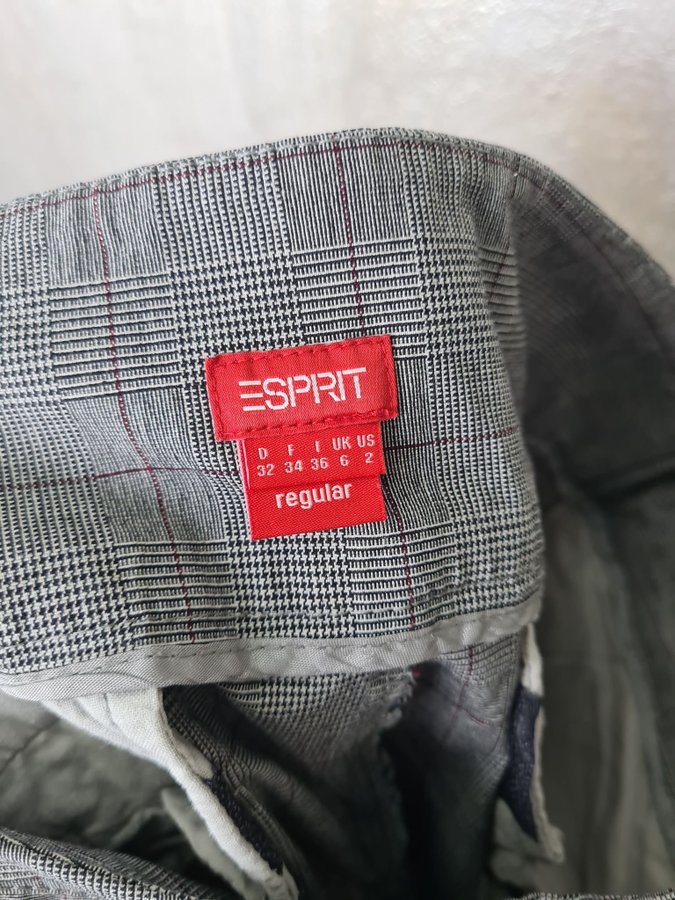 ESPRIT
D F I UK US
32 34 36 6 2
regular